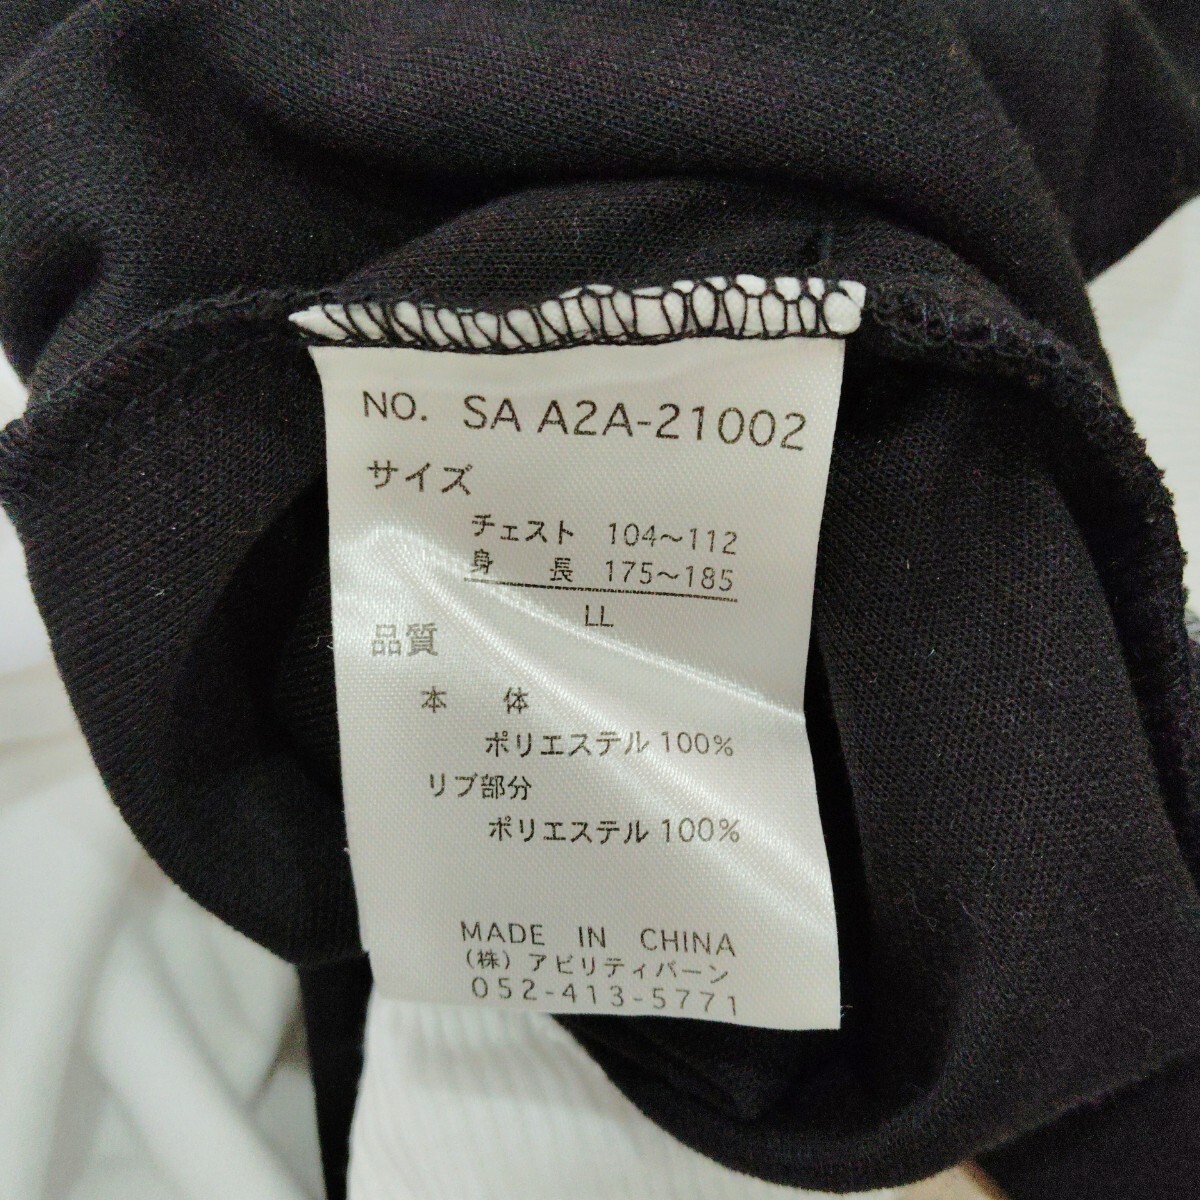 NO. SA A2A-21002
サイズ
チェスト 104～112
身長 175～185
LL
品質
本体
ポリエステル 100%
リブ部分
ポリエステル 100%
MADE IN CHINA
(株) アビリティバーン
052-413-5771